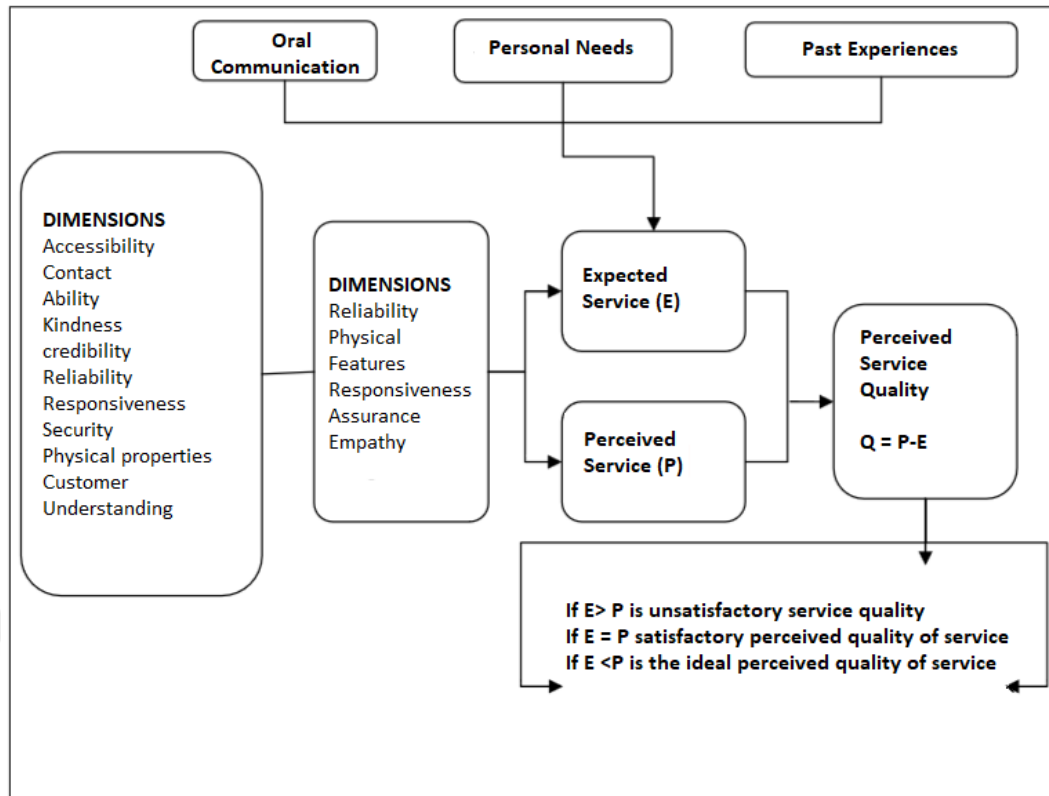 Oral
Communication
Personal Needs
Past Experiences
DIMENSIONS
Accessibility
Contact
Ability
Kindness
credibility
Reliability
Responsiveness
Security
Physical properties
Customer
Understanding
DIMENSIONS
Reliability
Physical
Features
Responsiveness
Assurance
Empathy
Expected
Service (E)
Perceived
Service (P)
Perceived
Service
Quality
Q = P-E
If E> P is unsatisfactory service quality
If E = P satisfactory perceived quality of service
If E <P is the ideal perceived quality of service